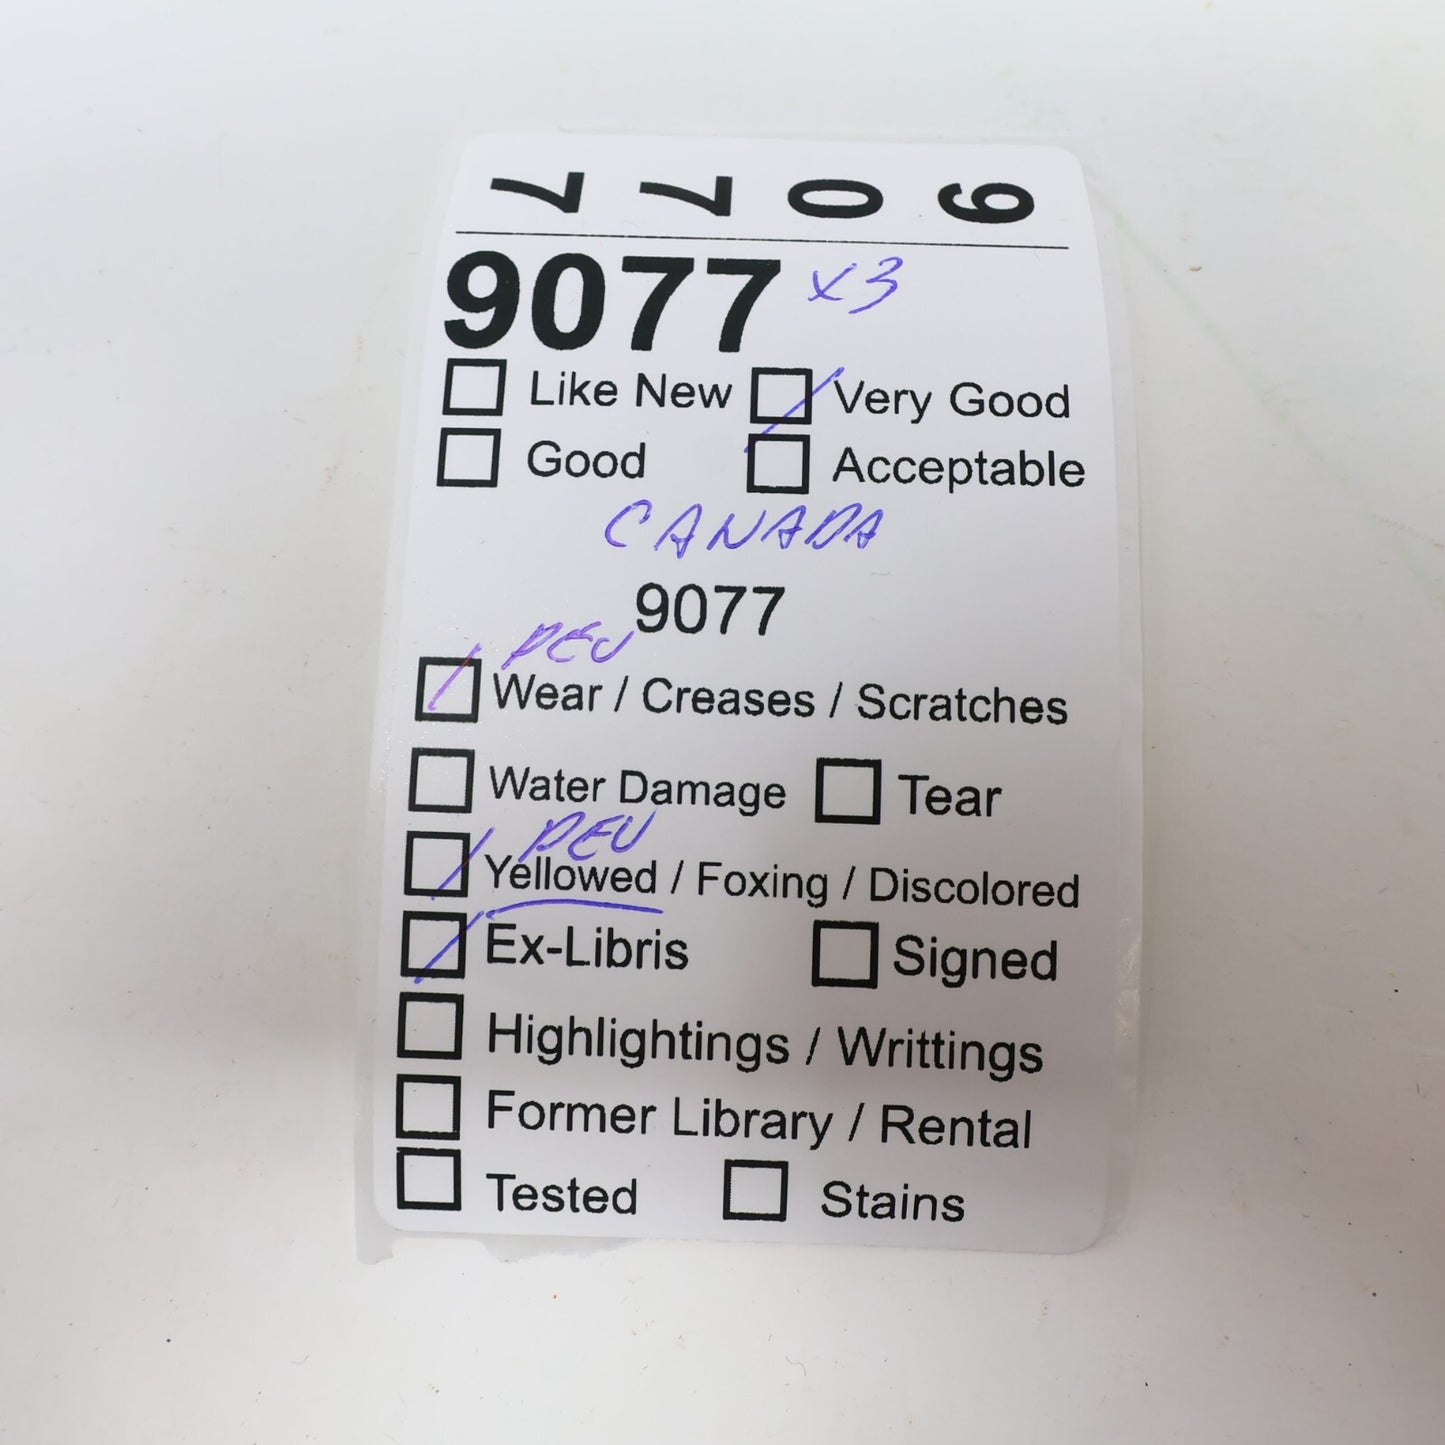 9077
9077 x3
Like New Very Good
Good Acceptable
CANADA
9077
PEU
Wear / Creases / Scratches
Water Damage Tear
PEU
Yellowed / Foxing / Discolored
Ex-Libris Signed
Highlightings / Writtings
Former Library / Rental
Tested Stains